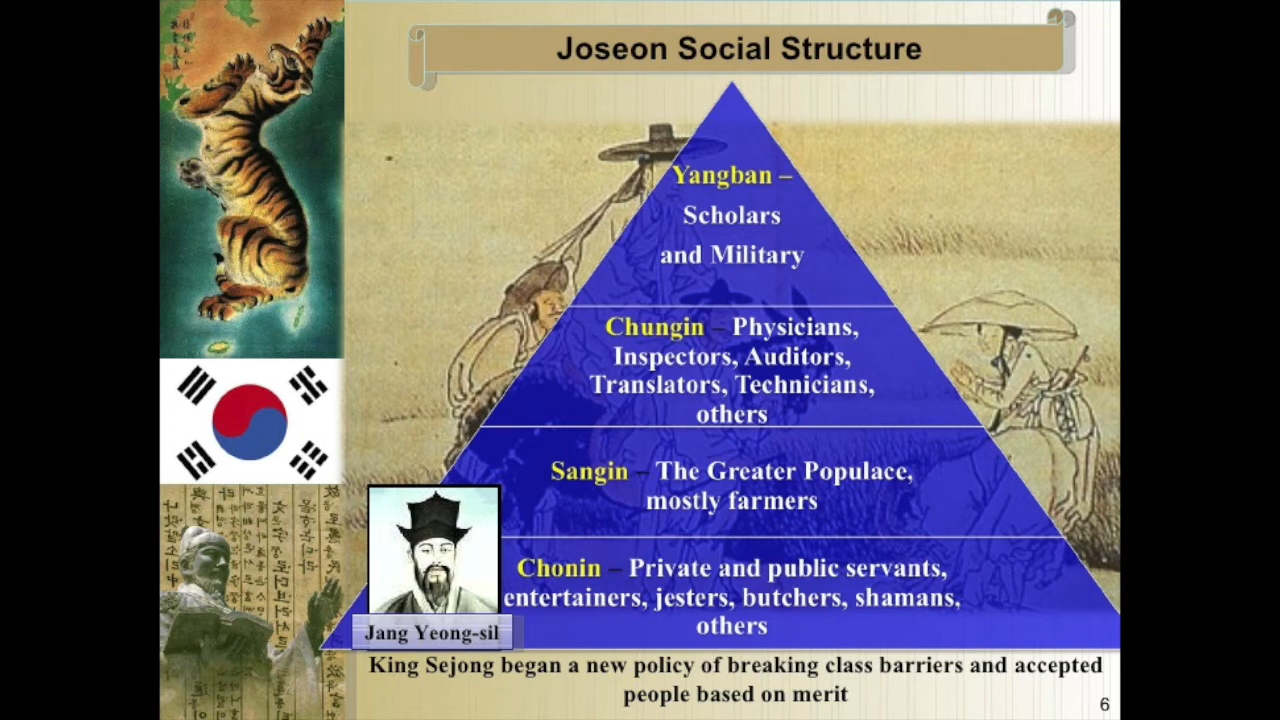 Joseon Social Structure
Yangban –
Scholars
and Military
Chungin – Physicians,
Inspectors, Auditors,
Translators, Technicians,
others
Sangin – The Greater Populace,
mostly farmers
Chonin – Private and public servants,
entertainers, jesters, butchers, shamans,
others
Jang Yeong-sil
King Sejong began a new policy of breaking class barriers and accepted
people based on merit
6